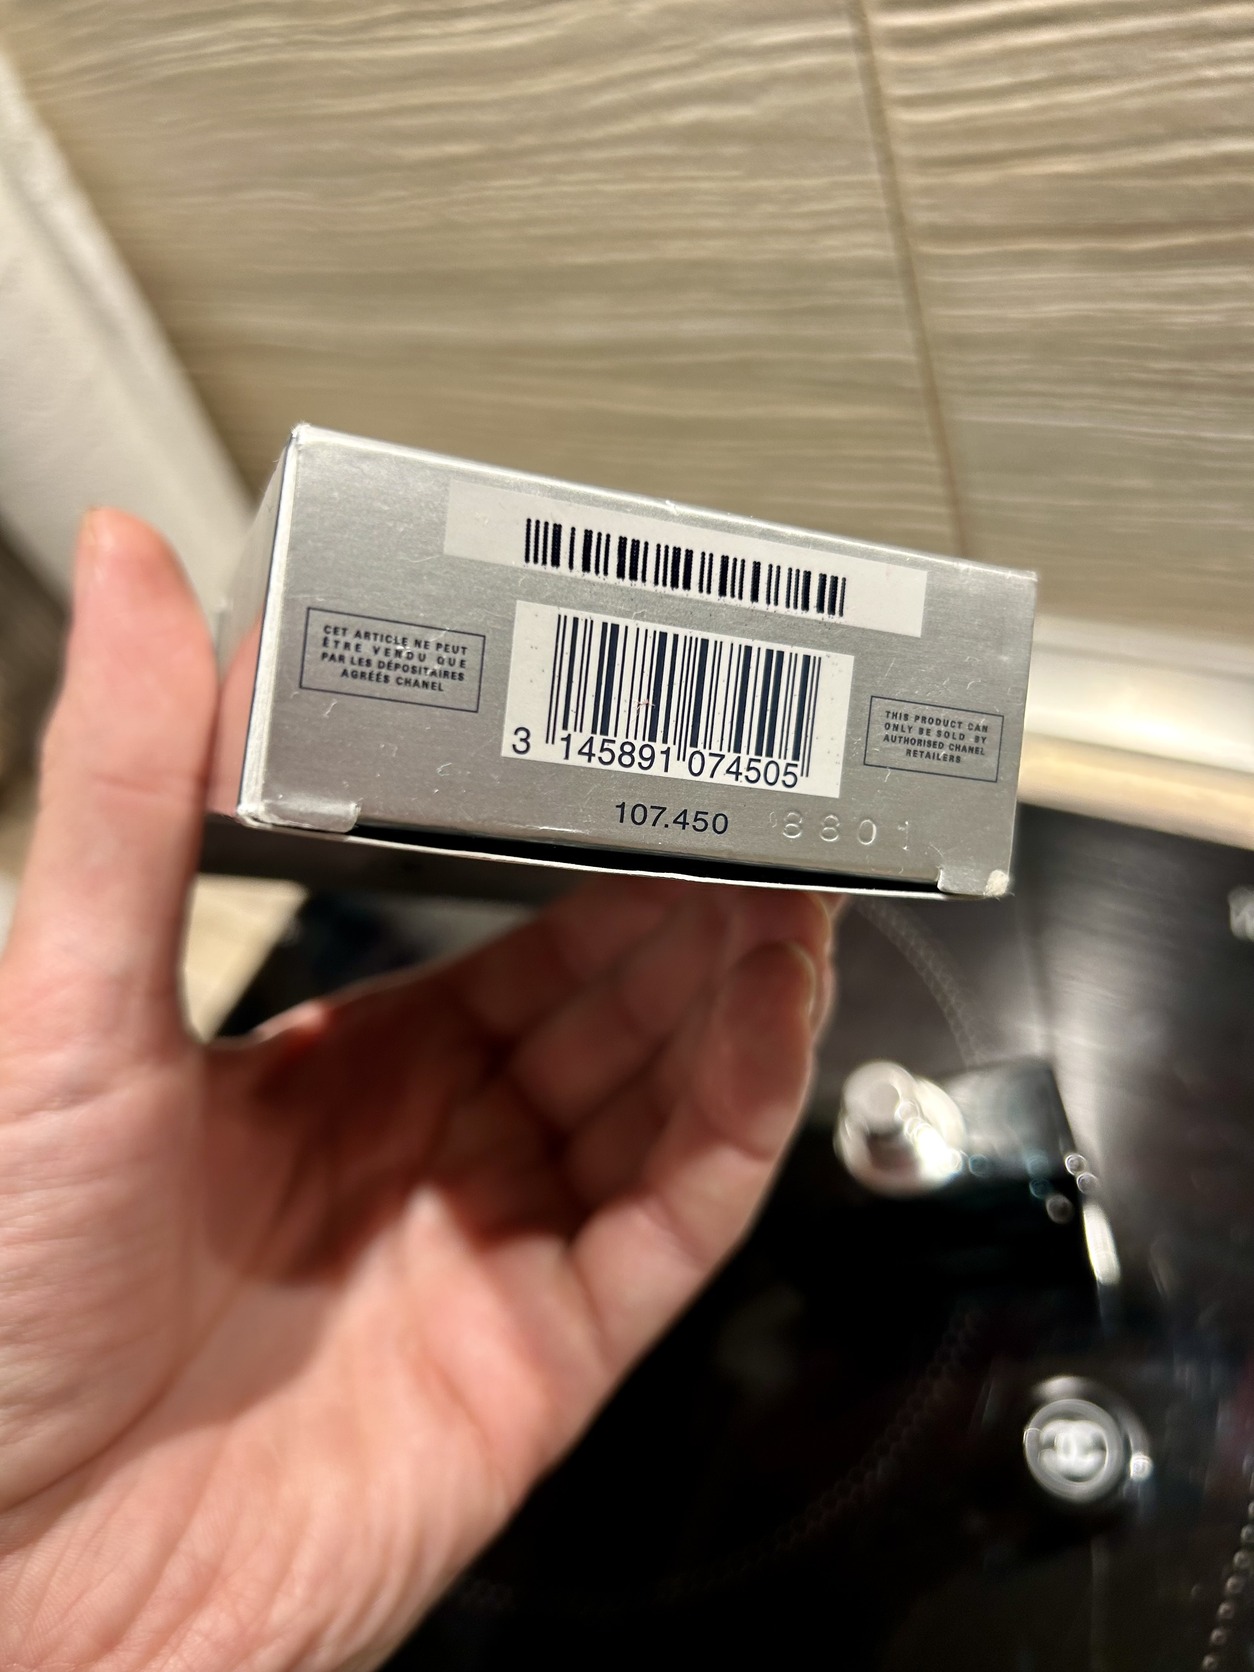 CET ARTICLE NE PEUT
ÊTRE VENDU QUE
PAR LES DÉPOSITAIRES
AGRÉÉS CHANEL
3 145891 074505
THIS PRODUCT CAN
ONLY BE SOLD BY
AUTHORISED CHANEL
RETAILERS
107.450
8801